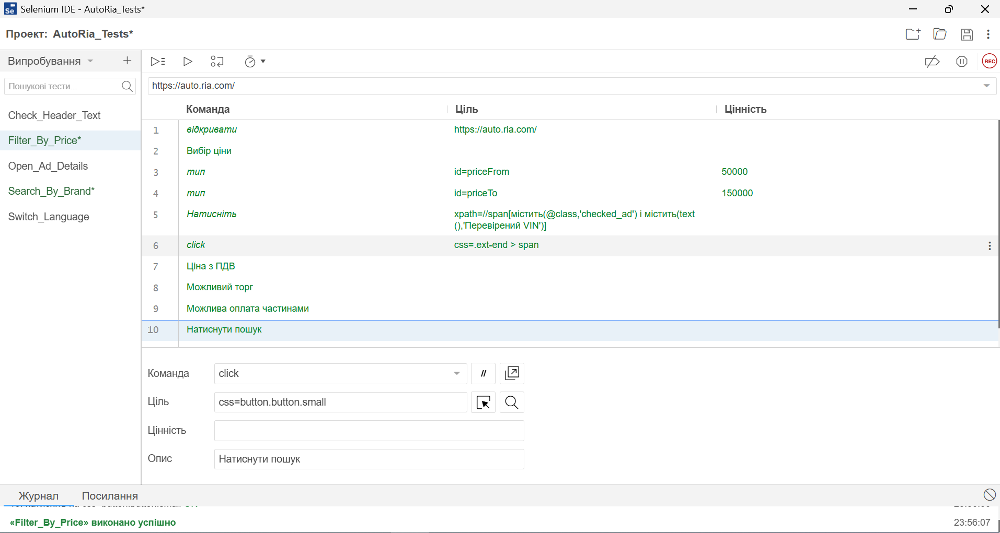 Selenium IDE - AutoRia_Tests*
Проект: AutoRia_Tests*
Випробування
Пошукові тести...
Check_Header_Text
Filter_By_Price*
Open_Ad_Details
Search_By_Brand*
Switch_Language
REC
https://auto.ria.com/
Команда Ціль Цінність
1 відкривати https://auto.ria.com/
2 Вибір ціни
3 тип id=priceFrom 50000
4 тип id=priceTo 150000
5 Натисніть xpath=//span[містить(@class,'checked_ad') і містить(text
(),'Перевірений VIN')]
6 click css=.ext-end > span
7 Ціна з ПДВ
8 Можливий торг
9 Можлива оплата частинами
10 Натиснути пошук
Команда click //
Ціль css=button.button.small
Цінність
Опис Натиснути пошук
Журнал Посилання
«Filter_By_Price» виконано успішно 23:56:07